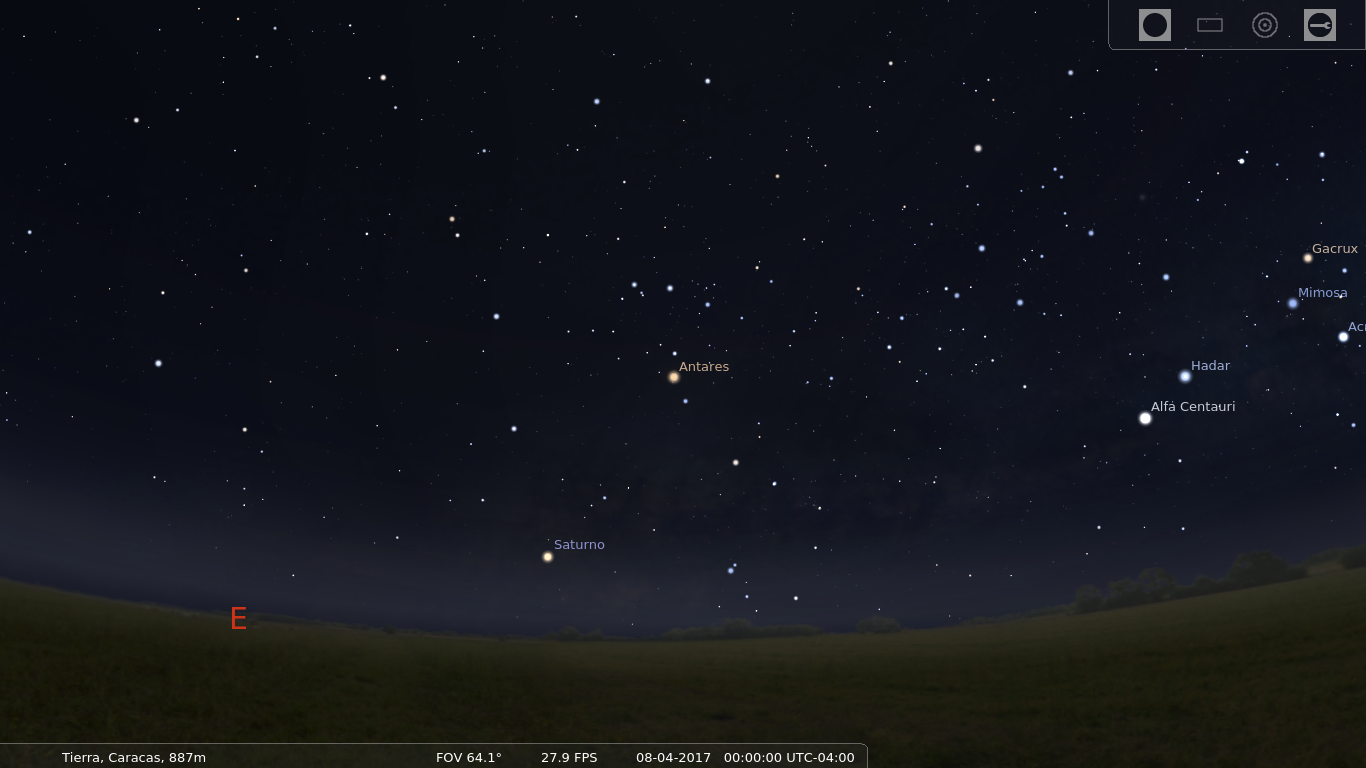 Gacrux
Mimosa
Acr
Hadar
Antares
Alfa Centauri
Saturno
E
Tierra, Caracas, 887m FOV 64.1° 27.9 FPS 08-04-2017 00:00:00 UTC-04:00